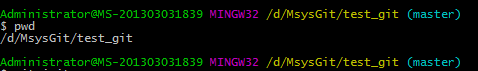 Administrator@MS-201303031839 MINGW32 /d/MsysGit/test_git (master)
$ pwd
/d/MsysGit/test_git

Administrator@MS-201303031839 MINGW32 /d/MsysGit/test_git (master)